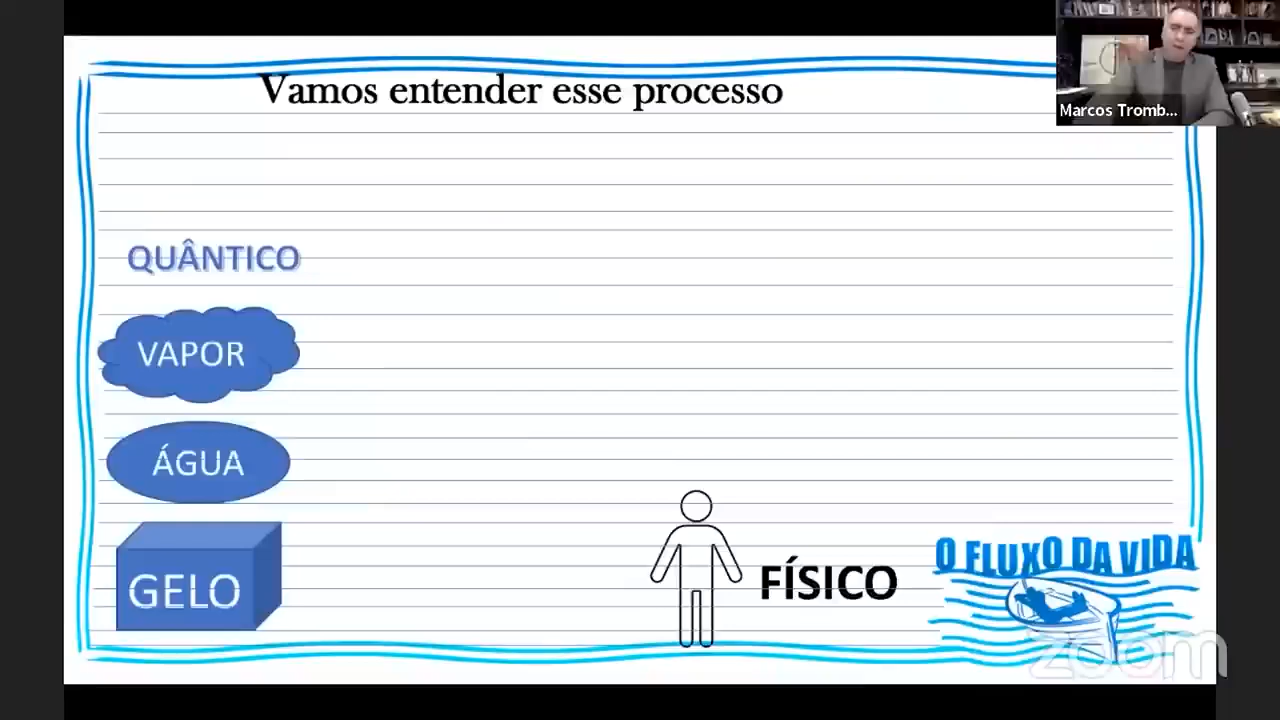 Vamos entender esse processo
Marcos Tromb...
QUÂNTICO
VAPOR
ÁGUA
GELO
FÍSICO
O FLUXO DA VIDA
zoom